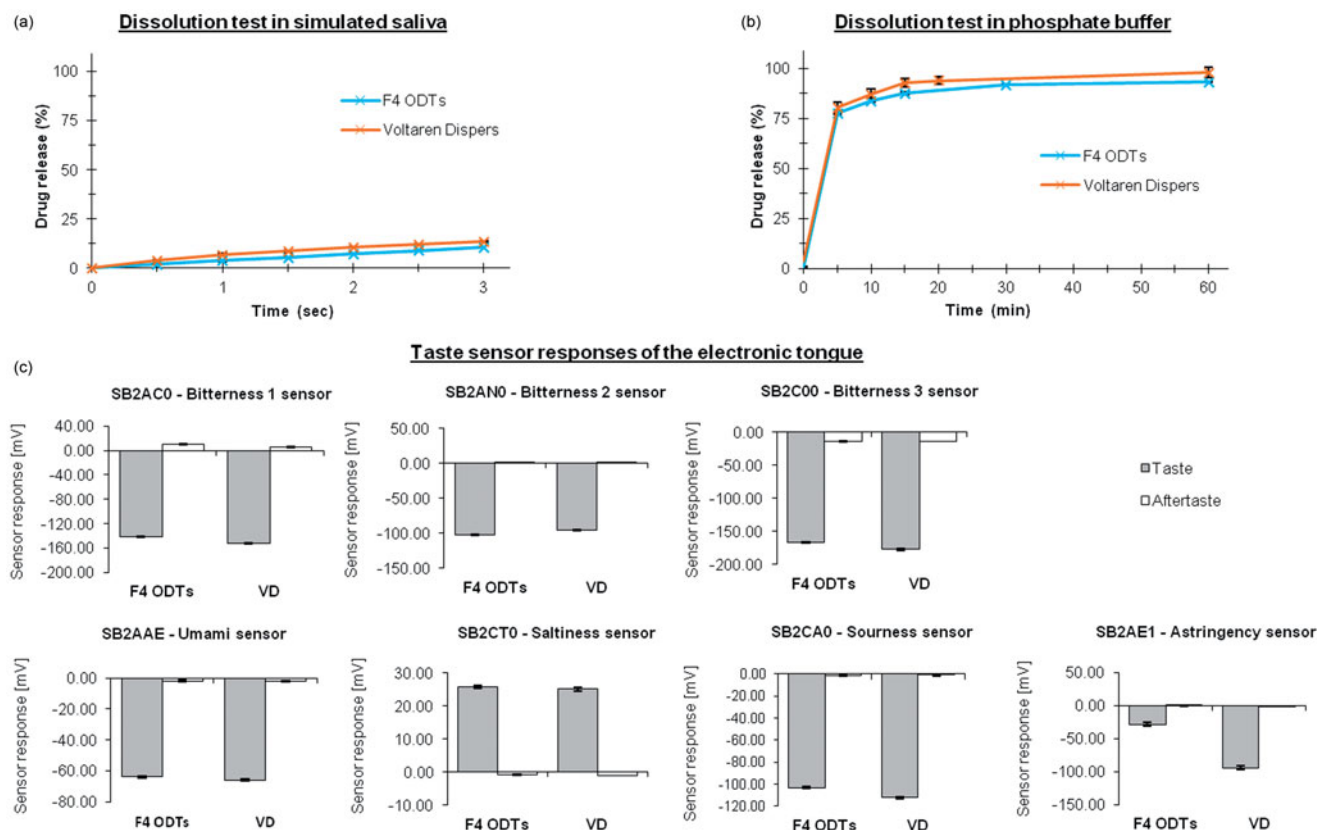 (a)
Dissolution test in simulated saliva
100
75
50
25
0
Drug release (%)
F4 ODTs
Voltaren Dispers
0 1 2 3
Time (sec)
(b)
Dissolution test in phosphate buffer
100
75
50
25
0
Drug release (%)
F4 ODTs
Voltaren Dispers
0 10 20 30 40 50 60
Time (min)
Taste sensor responses of the electronic tongue
(c)
SB2AC0 - Bitterness 1 sensor
40.00
0.00
-40.00
-80.00
-120.00
-160.00
-200.00
Sensor response [mV]
F4 ODTs VD
SB2AN0 - Bitterness 2 sensor
50.00
0.00
-50.00
-100.00
-150.00
Sensor response [mV]
F4 ODTs VD
SB2C00 - Bitterness 3 sensor
0.00
-50.00
-100.00
-150.00
-200.00
Sensor response [mV]
F4 ODTs VD
Taste
Aftertaste
SB2AAE - Umami sensor
0.00
-20.00
-40.00
-60.00
-80.00
Sensor response [mV]
F4 ODTs VD
SB2CT0 - Saltiness sensor
30.00
20.00
10.00
0.00
-10.00
Sensor response [mV]
F4 ODTs VD
SB2CA0 - Sourness sensor
0.00
-20.00
-40.00
-60.00
-80.00
-100.00
-120.00
Sensor response [mV]
F4 ODTs VD
SB2AE1 - Astringency sensor
50.00
0.00
-50.00
-100.00
-150.00
Sensor response [mV]
F4 ODTs VD